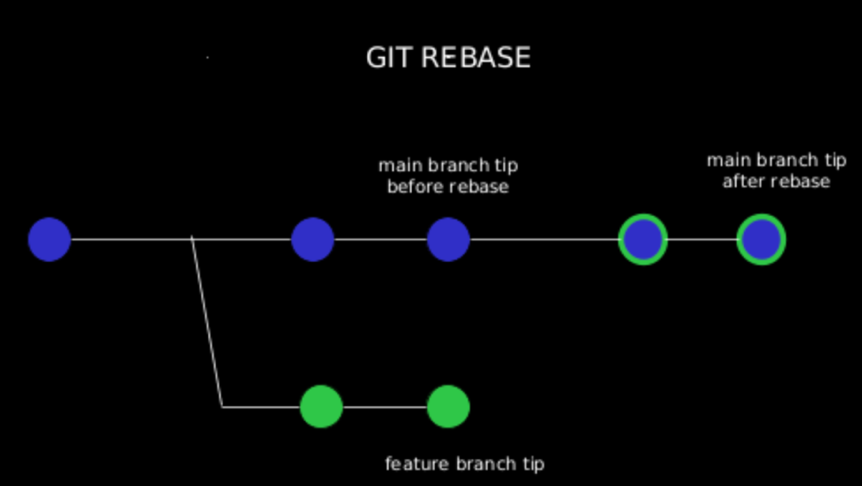 GIT REBASE
main branch tip
before rebase
main branch tip
after rebase
feature branch tip